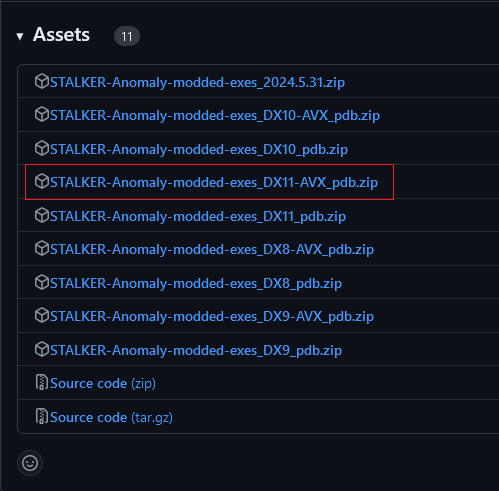 Assets 11
STALKER-Anomaly-modded-exes_2024.5.31.zip
STALKER-Anomaly-modded-exes_DX10-AVX_pdb.zip
STALKER-Anomaly-modded-exes_DX10_pdb.zip
STALKER-Anomaly-modded-exes_DX11-AVX_pdb.zip
STALKER-Anomaly-modded-exes_DX11_pdb.zip
STALKER-Anomaly-modded-exes_DX8-AVX_pdb.zip
STALKER-Anomaly-modded-exes_DX8_pdb.zip
STALKER-Anomaly-modded-exes_DX9-AVX_pdb.zip
STALKER-Anomaly-modded-exes_DX9_pdb.zip
Source code (zip)
Source code (tar.gz)